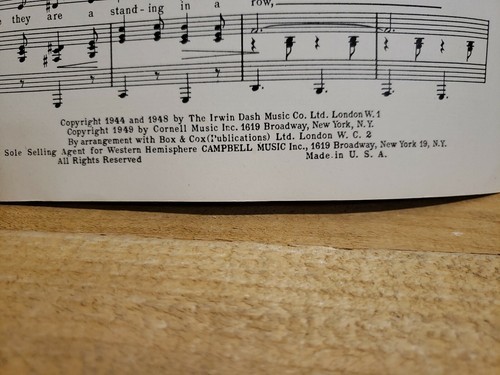 they are a stand-ing in a row,
Copyright 1944 and 1948 by The Irwin Dash Music Co. Ltd. London W. 1
Copyright 1949 by Cornell Music Inc. 1619 Broadway, New York, N.Y.
By arrangement with Box & Cox (Publications) Ltd. London W. C. 2
Sole Selling Agent for Western Hemisphere CAMPBELL MUSIC Inc., 1619 Broadway, New York 19, N.Y.
All Rights Reserved Made in U. S. A.